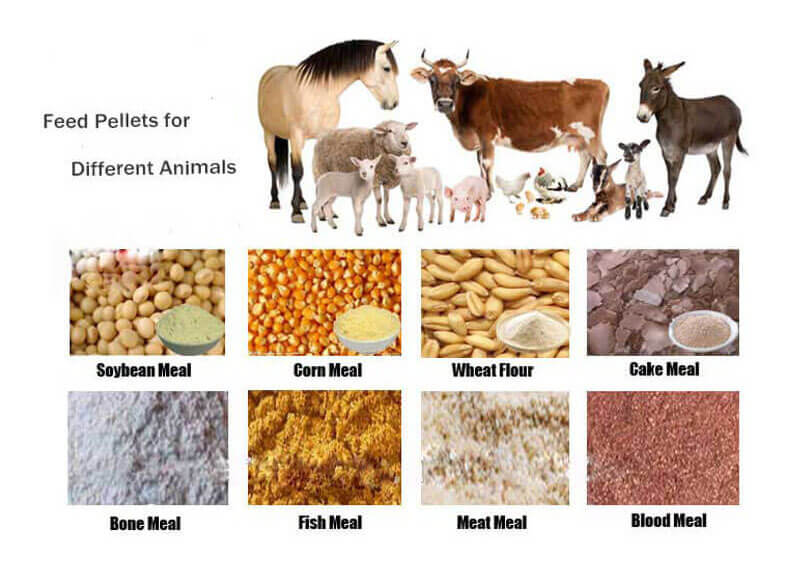 Feed Pellets for
Different Animals
Soybean Meal
Corn Meal
Wheat Flour
Cake Meal
Bone Meal
Fish Meal
Meat Meal
Blood Meal